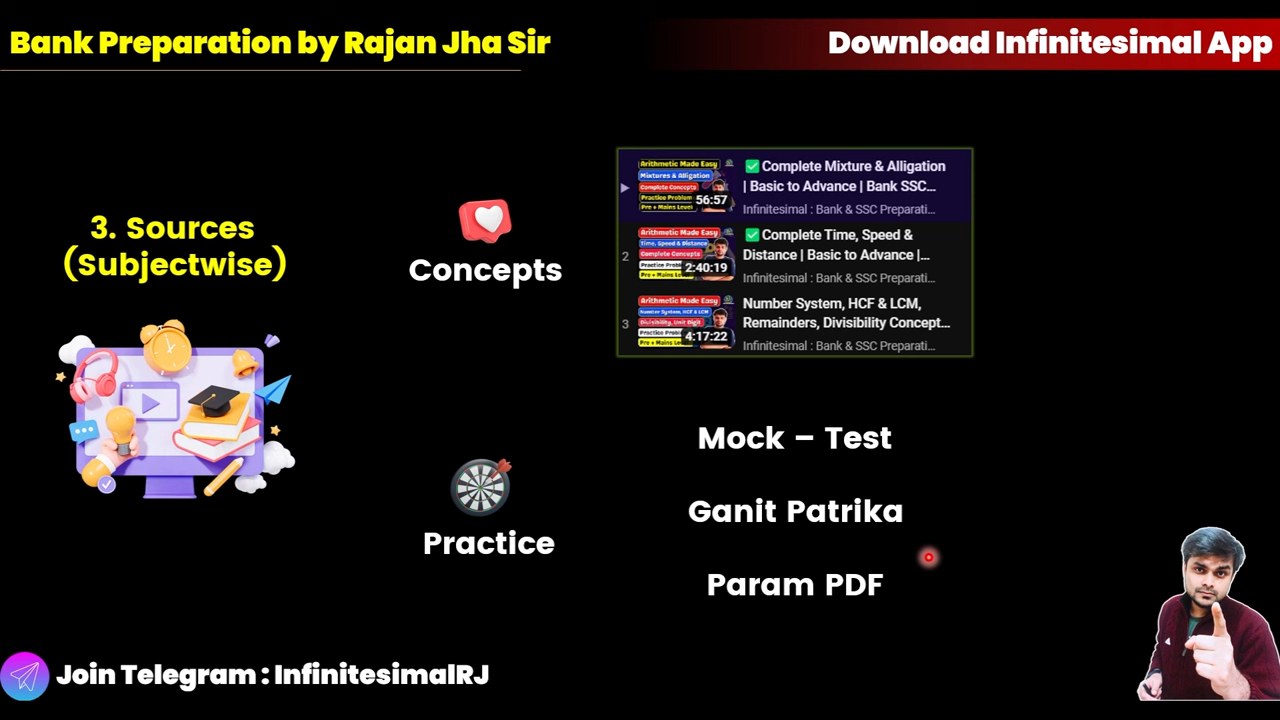 Bank Preparation by Rajan Jha Sir
Download Infinitesimal App
3. Sources
(Subjectwise)
Concepts
Arithmetic Made Easy
Mixtures & Alligation
Complete Concepts
Practice Problem
Pre + Mains Level
56:57
✅ Complete Mixture & Alligation
| Basic to Advance | Bank SSC...
Infinitesimal : Bank & SSC Preparati...
2
Arithmetic Made Easy
Time, Speed & Distance
Complete Concepts
Practice
Pre + Mains
2:40:19
✅ Complete Time, Speed &
Distance | Basic to Advance |...
Infinitesimal : Bank & SSC Preparati...
3
Arithmetic Made Easy
Number System, HCF & LCM
Divisibility, Unit Digit
Practice
Pre + Mains
4:17:22
Number System, HCF & LCM,
Remainders, Divisibility Concept...
Infinitesimal : Bank & SSC Preparati...
Practice
Mock – Test
Ganit Patrika
Param PDF
Join Telegram : InfinitesimalRJ